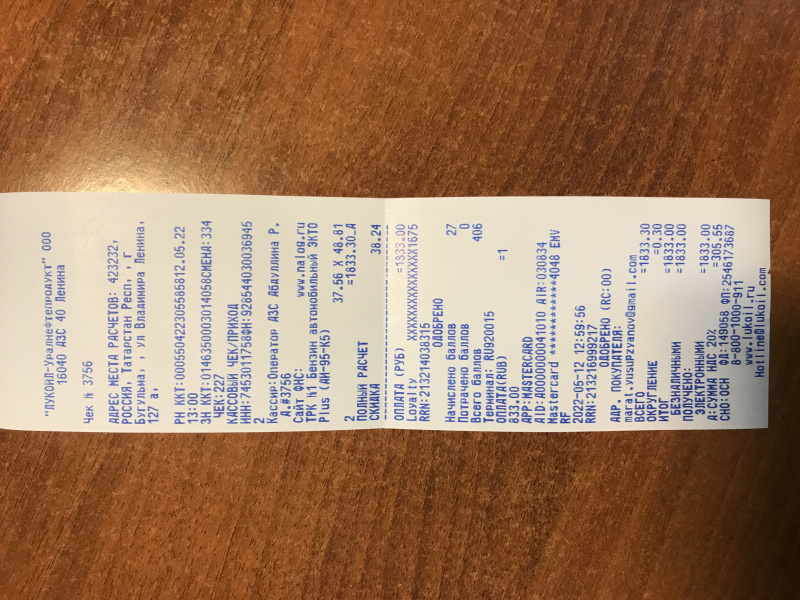 "ЛУКОЙЛ-Уралнефтепродукт" ООО
16040 АЗС 40 Ленина
Чек № 3756
АДРЕС МЕСТА РАСЧЕТОВ: 423232,
РОССИЯ, Татарстан Респ, , г
Бугульма, , ул Владимира Ленина,
127 а,
РН ККТ:0005504223055856 12.05.22
13:00
ЗН ККТ:01463500030140 58СМЕНА:334
ЧЕК:227
КАССОВЫЙ ЧЕК/ПРИХОД
ИНН:7453011758ФН:9285440300036945
2
Кассир:Оператор АЗС Абдуллина Р.
А.#3756
Сайт ФНС: www.nalog.ru
ТРК №1 Бензин автомобильный ЭКТО
Plus (АИ-95-К5)
37.56 X 48.81
2 =1833.30_А
ПОЛНЫЙ РАСЧЕТ
СКИДКА 38.24
ОПЛАТА (РУБ) =1833.00
Loyalty XXXXXXXXXXXXXXX1675
RRN:213214038315
ОДОБРЕНО
Начислено баллов 27
Потрачено баллов 0
Всего баллов 406
Терминал: RU920015
ОПЛАТА(RUB) =1
833.00
APP:MASTERCARD
AID:A0000000041010 AIR:030834
Mastercard ************4048 EMV
RF
2022-05-12 12:59:56
RRN:213216999217
ОДОБРЕНО (RC:00)
АДР. ПОКУПАТЕЛЯ:
marat.yusupzyanov@gmail.com
ВСЕГО =1833.30
ОКРУГЛЕНИЕ =0.30
ИТОГ =1833.00
БЕЗНАЛИЧНЫМИ =1833.00
ПОЛУЧЕНО:
ЭЛЕКТРОННЫМИ =1833.00
А:СУММА НДС 20% =305.55
СНО:ОСН ФД:149058 ФП:2546173687
8-800-1000-911
www.lukoil.ru
Hotline@lukoil.com